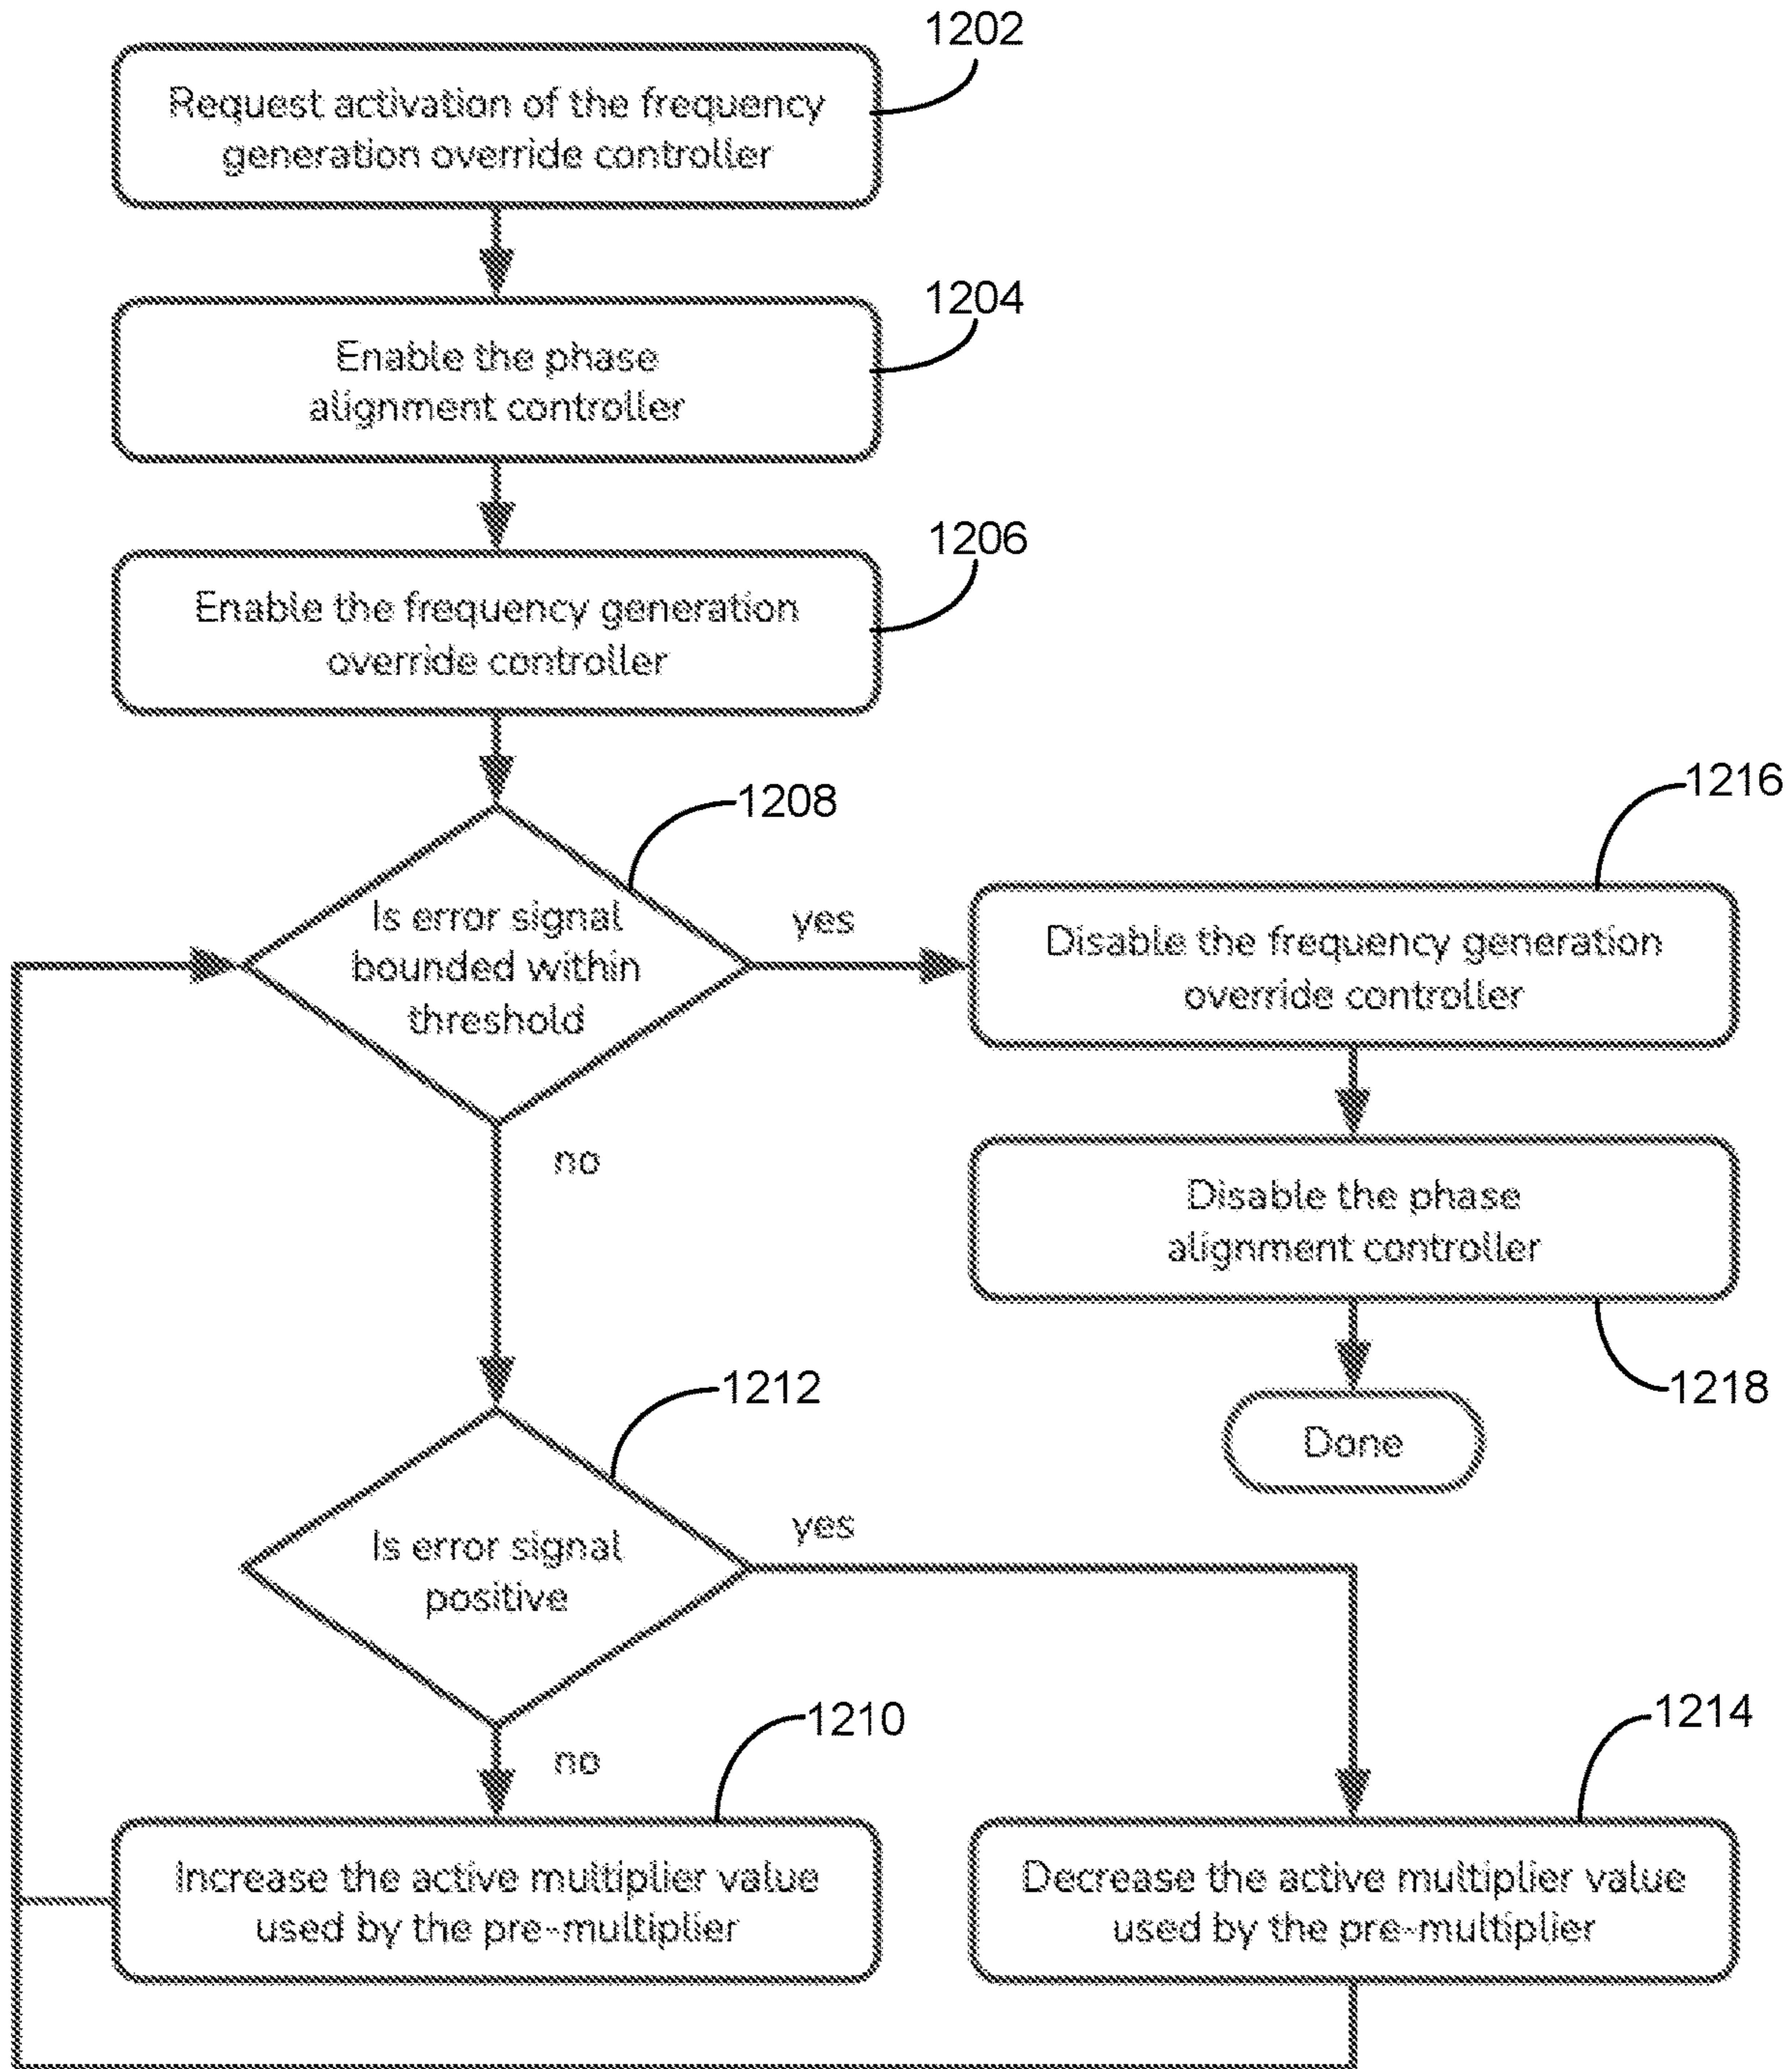 1202
Request activation of the frequency
generation override controller
1204
Enable the phase
alignment controller
1206
Enable the frequency generation
override controller
1208
Is error signal
bounded within
threshold
yes
no
1216
Disable the frequency generation
override controller
Disable the phase
alignment controller
1218
Done
1212
Is error signal
positive
yes
no
1210
Increase the active multiplier value
used by the pre-multiplier
1214
Decrease the active multiplier value
used by the pre-multiplier